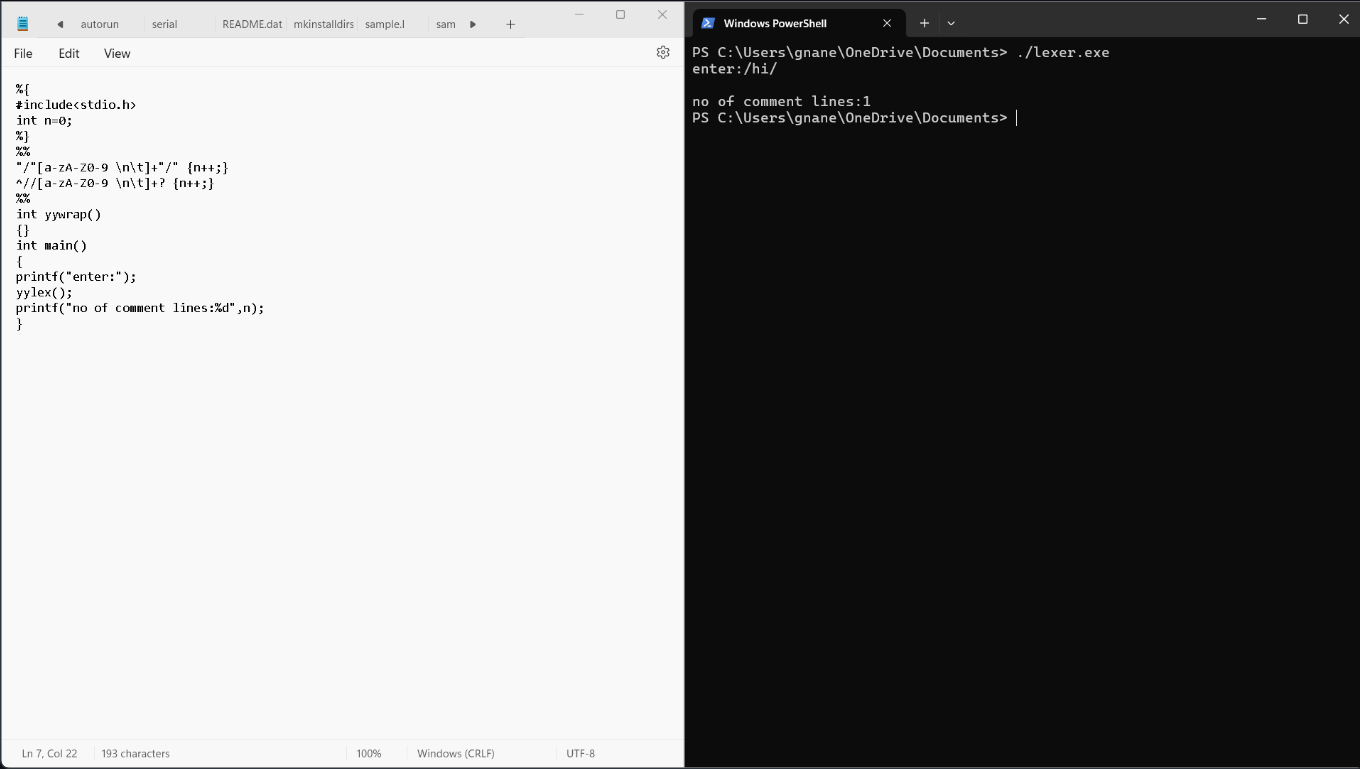 autorun serial README.dat mkinstalldirs sample.l sam
File Edit View
%{
#include<stdio.h>
int n=0;
%}
%%
"/"[a-zA-Z0-9 \n\t]+"/" {n++;}
^//[a-zA-Z0-9 \n\t]+? {n++;}
%%
int yywrap()
{}
int main()
{
printf("enter:");
yylex();
printf("no of comment lines:%d",n);
}
Ln 7, Col 22 193 characters 100% Windows (CRLF) UTF-8
Windows PowerShell
PS C:\Users\gnane\OneDrive\Documents> ./lexer.exe
enter:/hi/
no of comment lines:1
PS C:\Users\gnane\OneDrive\Documents>